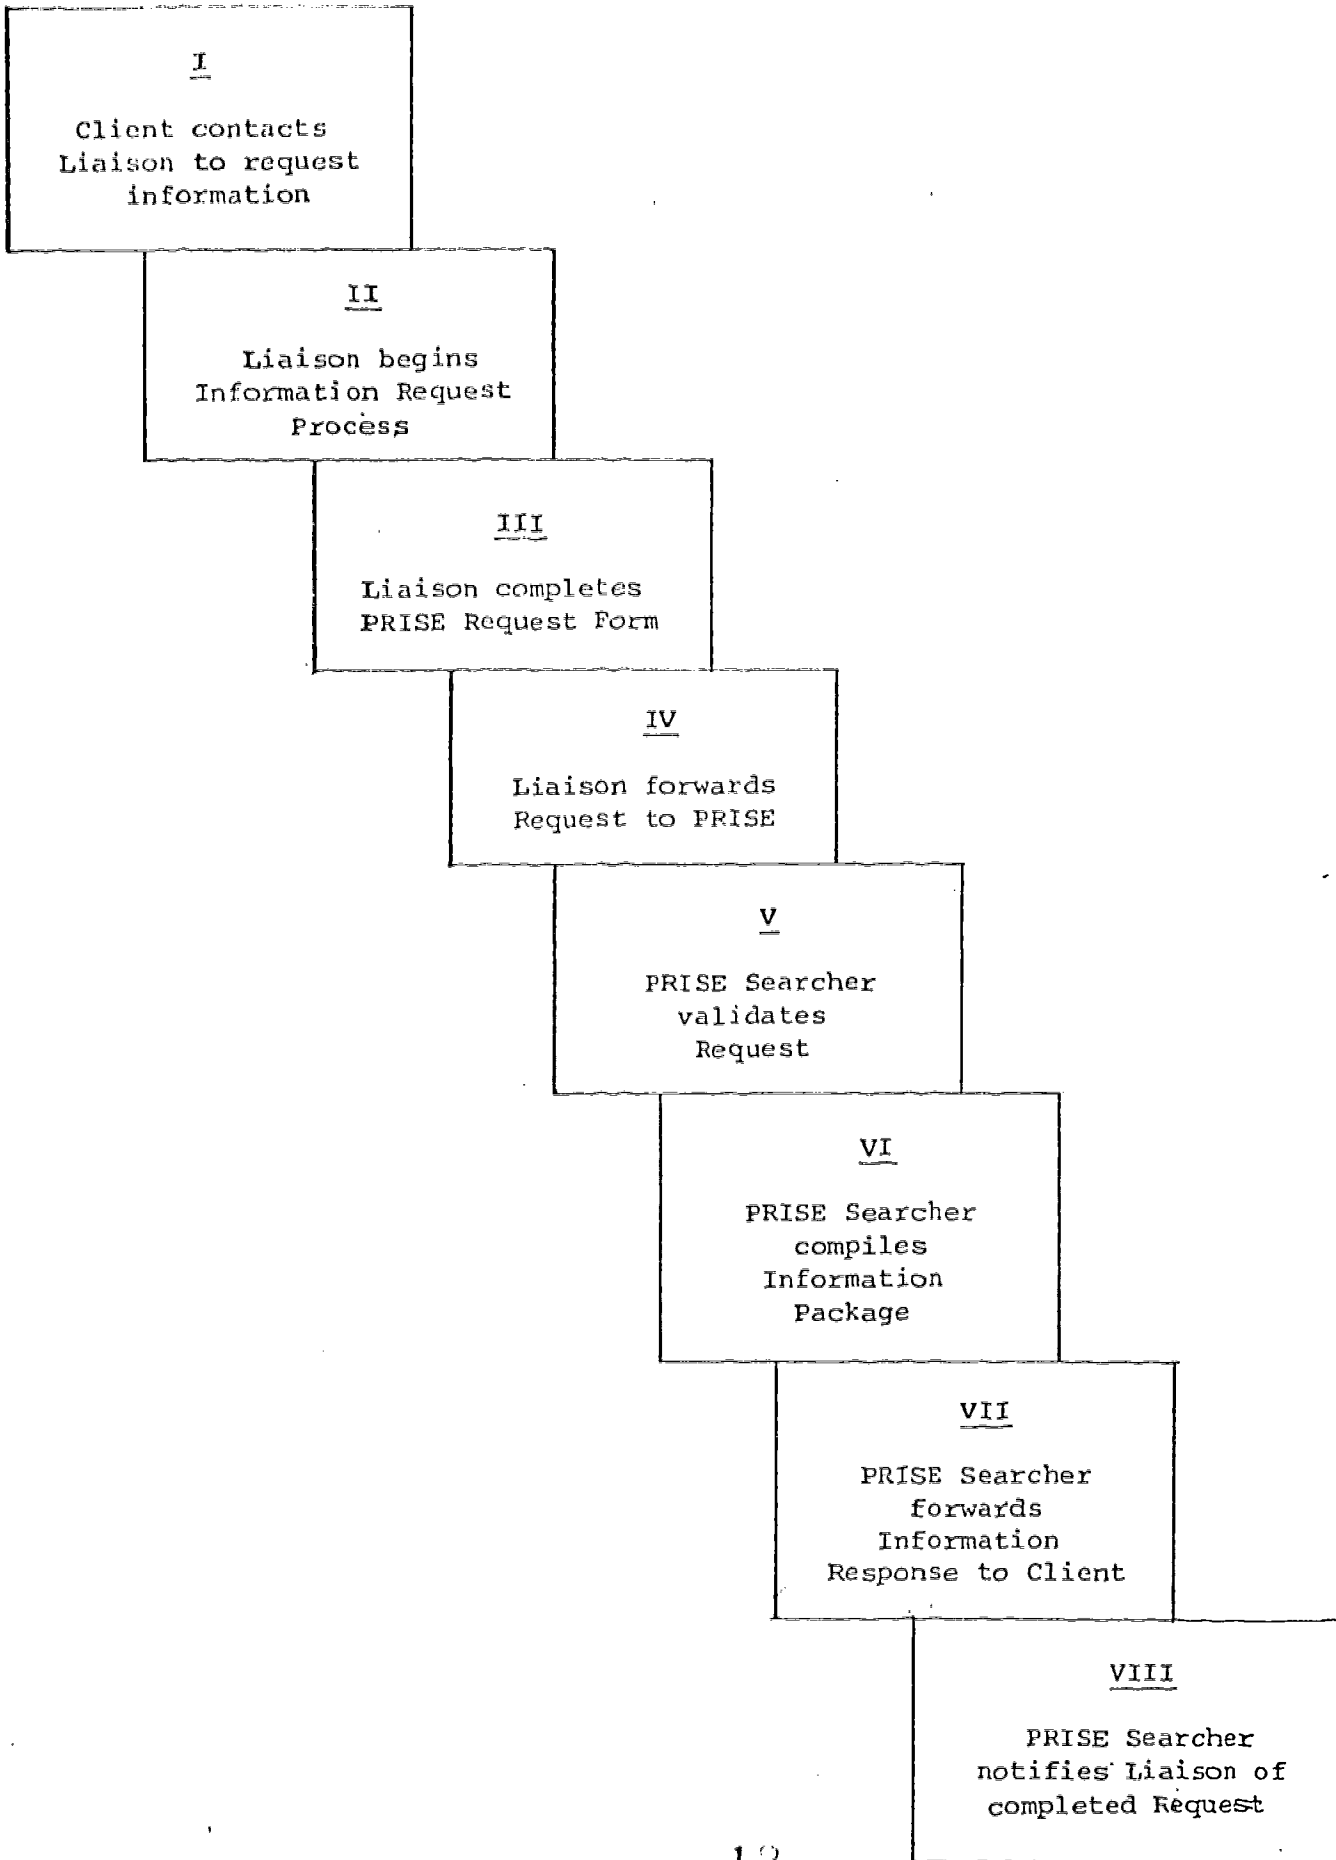 I
Client contacts
Liaison to request
information
II
Liaison begins
Information Request
Process
III
Liaison completes
PRISE Request Form
IV
Liaison forwards
Request to PRISE
V
PRISE Searcher
validates
Request
VI
PRISE Searcher
compiles
Information
Package
VII
PRISE Searcher
forwards
Information
Response to Client
VIII
PRISE Searcher
notifies Liaison of
completed Request